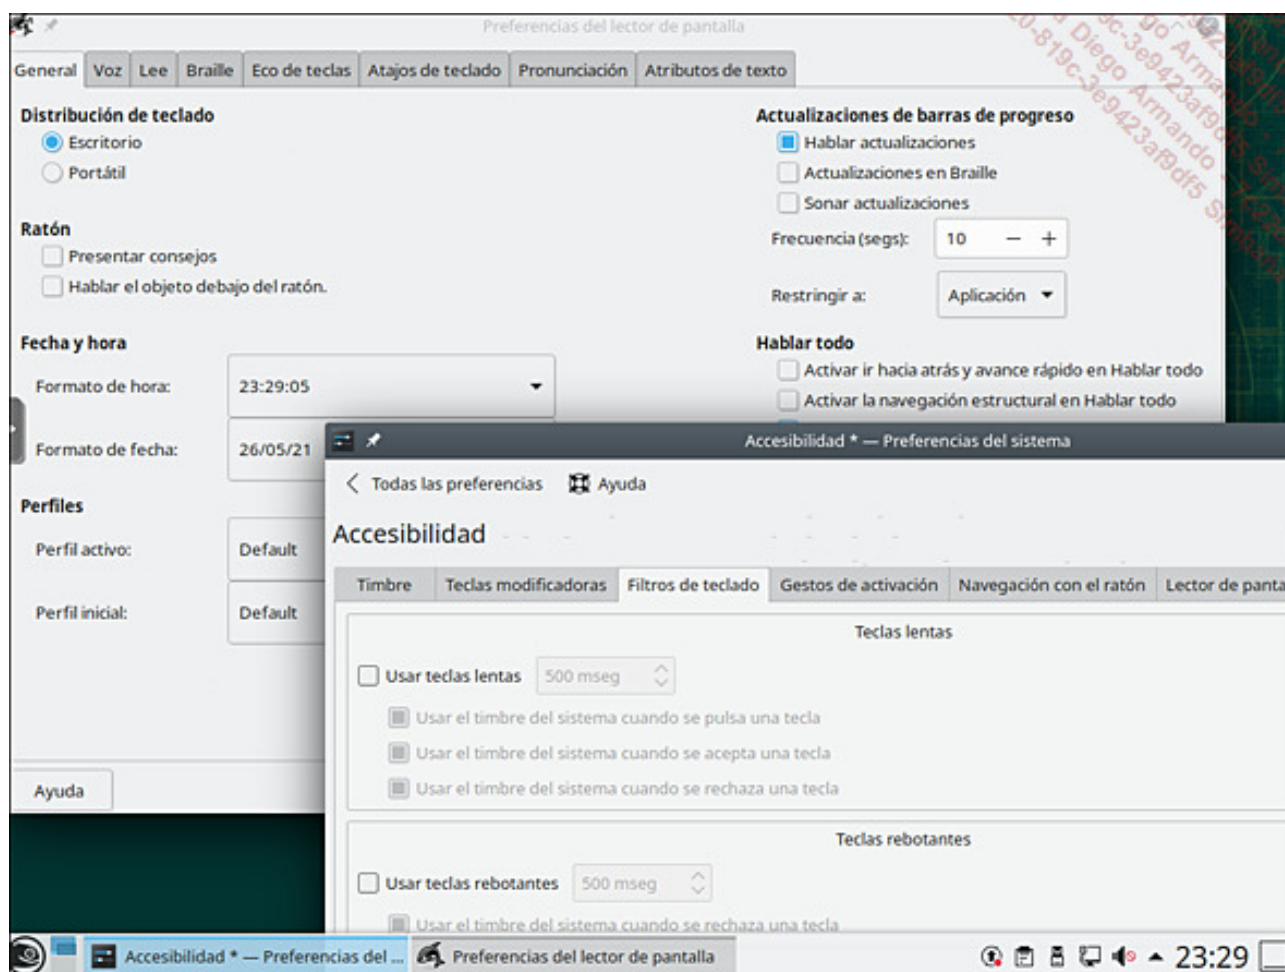 Preferencias del lector de pantalla
General Voz Lee Braille Eco de teclas Atajos de teclado Pronunciación Atributos de texto
Distribución de teclado
Escritorio
Portátil
Ratón
Presentar consejos
Hablar el objeto debajo del ratón.
Fecha y hora
Formato de hora: 23:29:05
Formato de fecha: 26/05/21
Perfiles
Perfil activo: Default
Perfil inicial: Default
Ayuda
Actualizaciones de barras de progreso
Hablar actualizaciones
Actualizaciones en Braille
Sonar actualizaciones
Frecuencia (segs): 10 − +
Restringir a: Aplicación
Hablar todo
Activar ir hacia atrás y avance rápido en Hablar todo
Activar la navegación estructural en Hablar todo
Accesibilidad * — Preferencias del sistema
Todas las preferencias Ayuda
Accesibilidad
Timbre Teclas modificadoras Filtros de teclado Gestos de activación Navegación con el ratón Lector de panta
Teclas lentas
Usar teclas lentas 500 mseg
Usar el timbre del sistema cuando se pulsa una tecla
Usar el timbre del sistema cuando se acepta una tecla
Usar el timbre del sistema cuando se rechaza una tecla
Teclas rebotantes
Usar teclas rebotantes 500 mseg
Usar el timbre del sistema cuando se rechaza una tecla
Accesibilidad * — Preferencias del ... Preferencias del lector de pantalla 23:29
Diego Armando